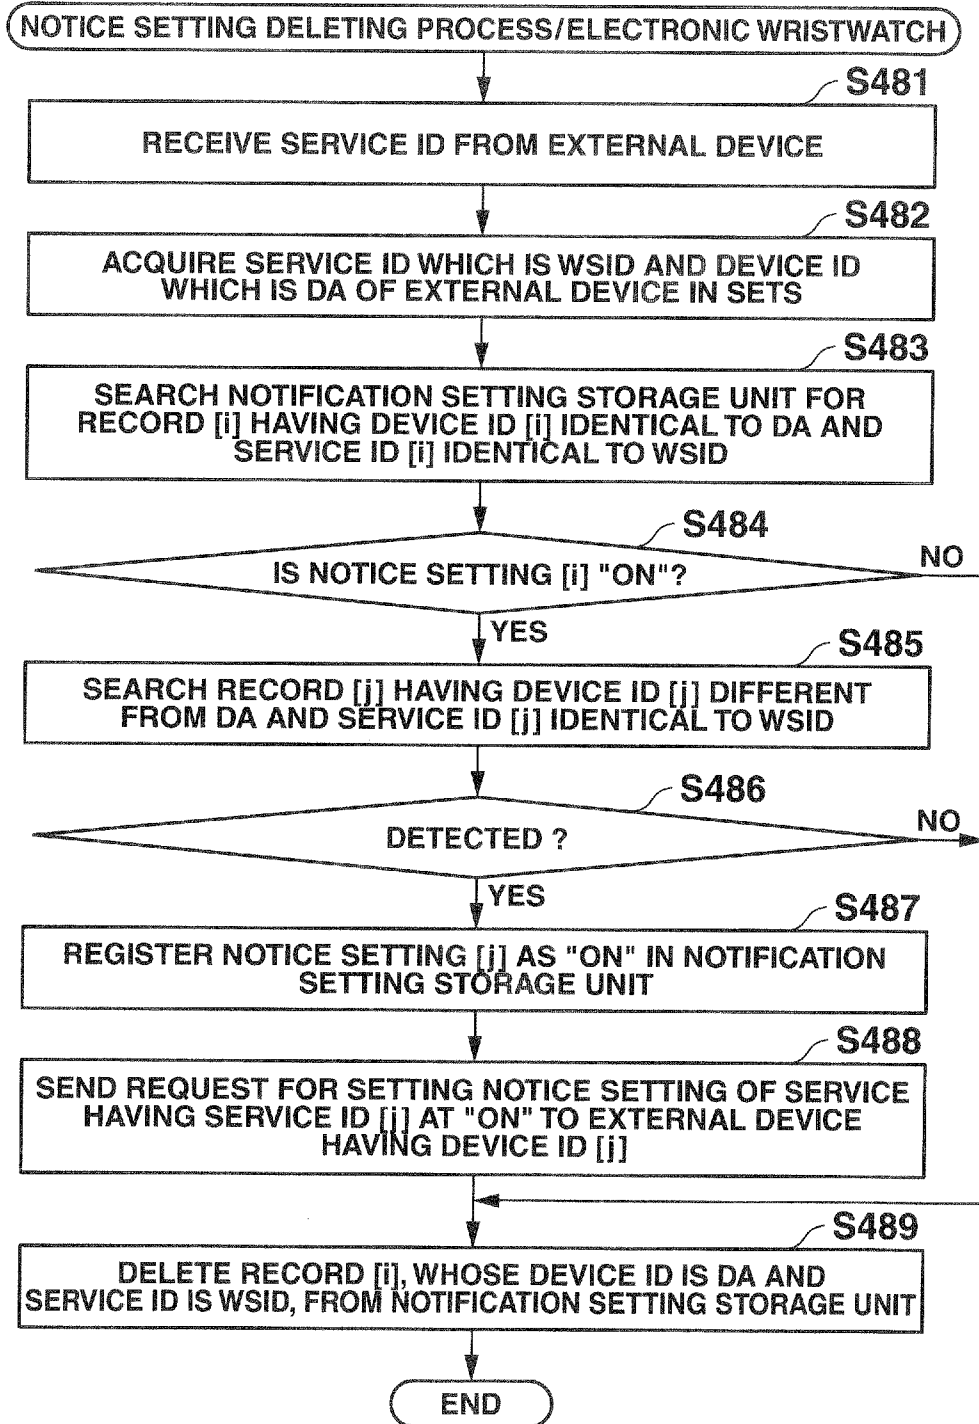 NOTICE SETTING DELETING PROCESS/ELECTRONIC WRISTWATCH
S481
RECEIVE SERVICE ID FROM EXTERNAL DEVICE
S482
ACQUIRE SERVICE ID WHICH IS WSID AND DEVICE ID
WHICH IS DA OF EXTERNAL DEVICE IN SETS
S483
SEARCH NOTIFICATION SETTING STORAGE UNIT FOR
RECORD [i] HAVING DEVICE ID [i] IDENTICAL TO DA AND
SERVICE ID [i] IDENTICAL TO WSID
S484
IS NOTICE SETTING [i] "ON"?
NO
YES
S485
SEARCH RECORD [j] HAVING DEVICE ID [j] DIFFERENT
FROM DA AND SERVICE ID [j] IDENTICAL TO WSID
S486
DETECTED ?
NO
YES
S487
REGISTER NOTICE SETTING [j] AS "ON" IN NOTIFICATION
SETTING STORAGE UNIT
S488
SEND REQUEST FOR SETTING NOTICE SETTING OF SERVICE
HAVING SERVICE ID [j] AT "ON" TO EXTERNAL DEVICE
HAVING DEVICE ID [j]
S489
DELETE RECORD [i], WHOSE DEVICE ID IS DA AND
SERVICE ID IS WSID, FROM NOTIFICATION SETTING STORAGE UNIT
END